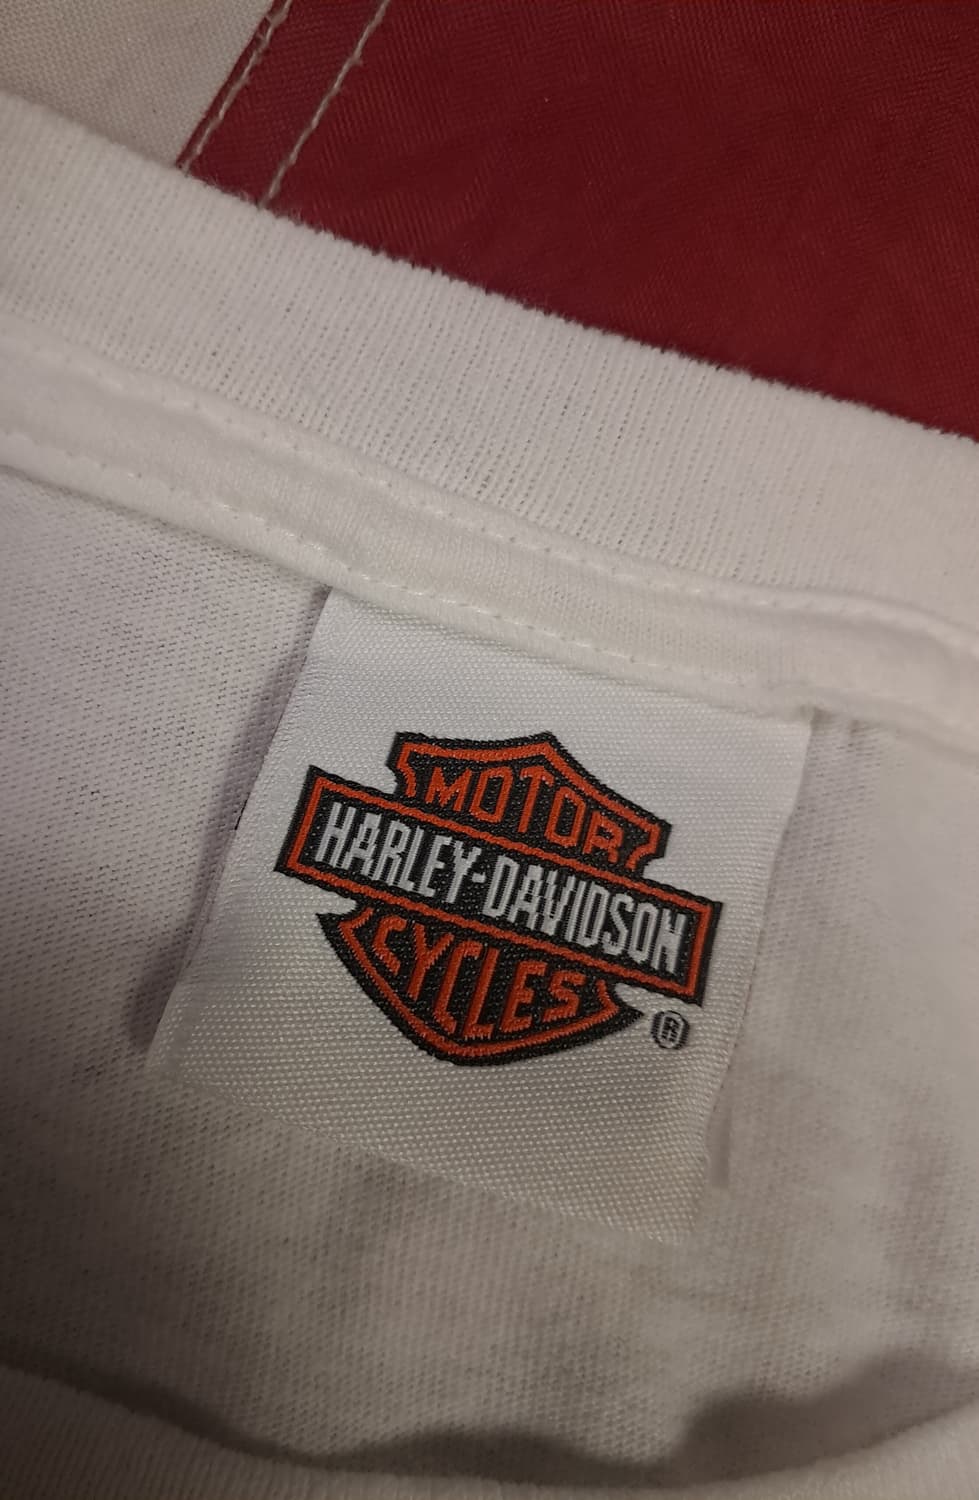 MOTOR
HARLEY-DAVIDSON
CYCLES
®